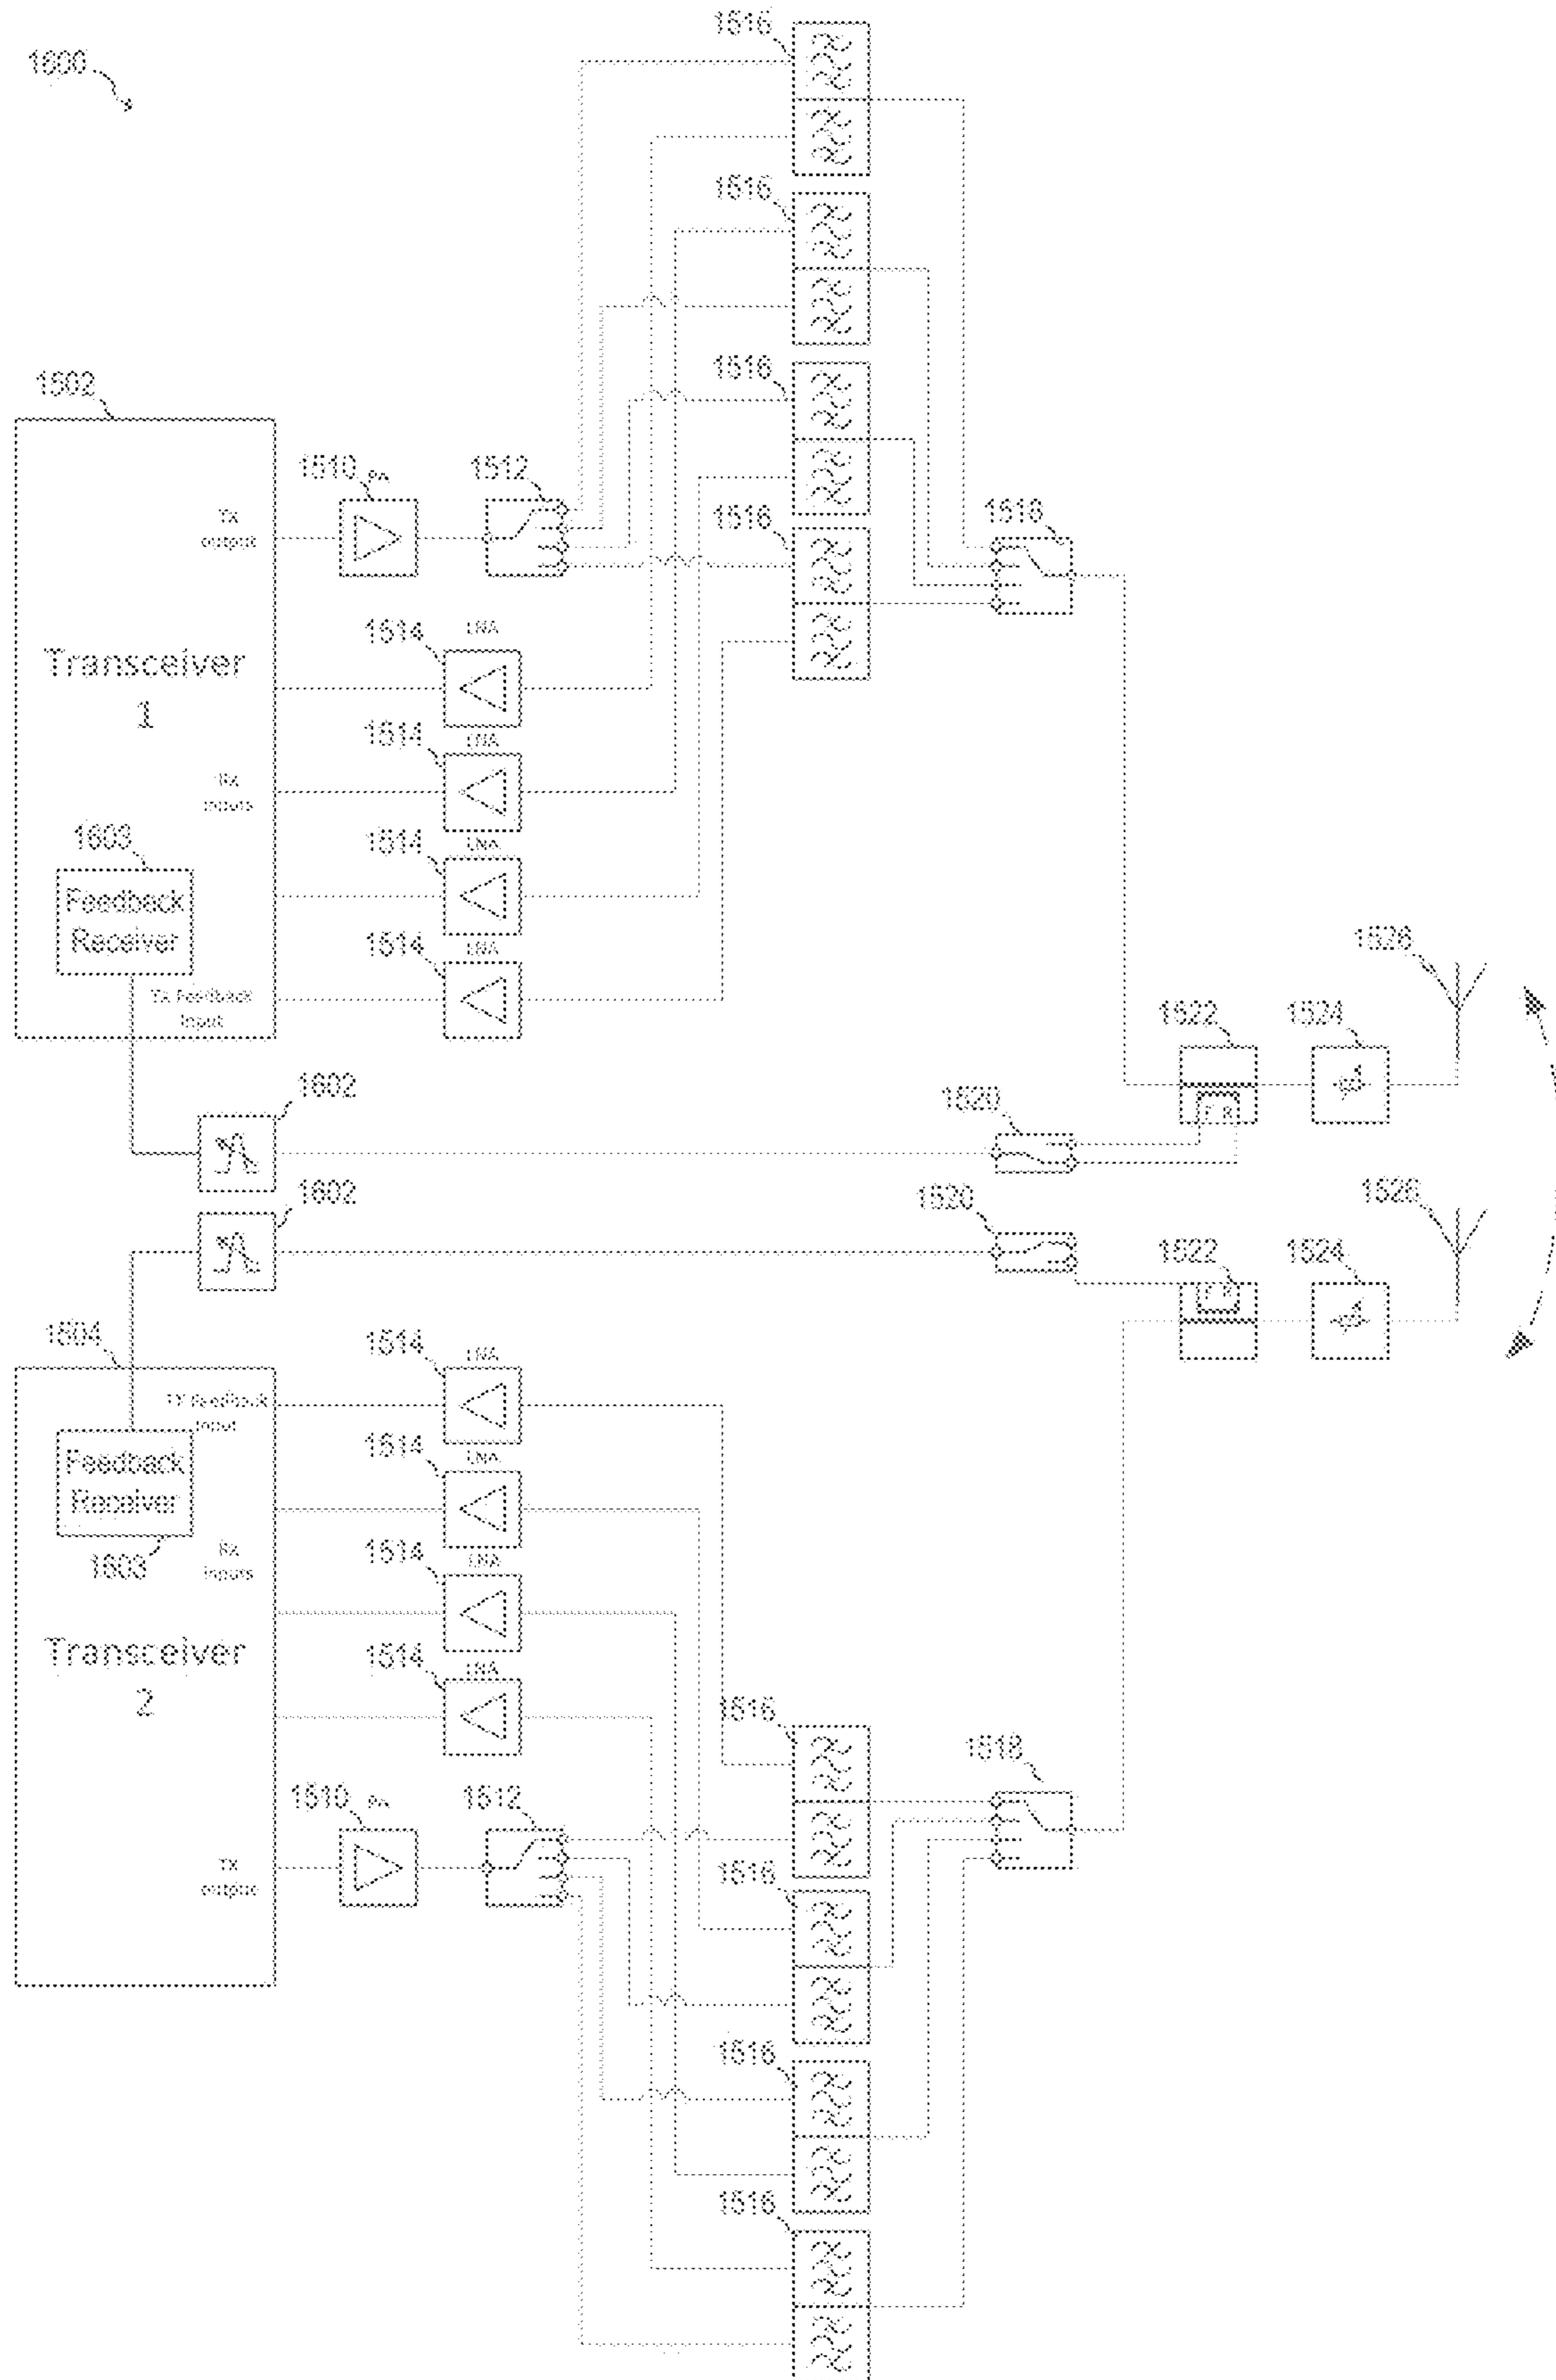 1600
1516
1516
1516
1516
1502
TX
output
1510 PA
1512
1518
Transceiver
1
1514
LNA
1514
LNA
Rx
inputs
1514
LNA
1603
Feedback
Receiver
1514
LNA
TX Feedback
Input
1526
1522
1524
F R
1602
1520
1602
1520
1526
1522
1524
F R
1504
TX Feedback
Input
1514
LNA
Feedback
Receiver
1603
1514
LNA
Rx
inputs
1514
LNA
Transceiver
2
1514
LNA
1516
1518
1510 PA
1512
TX
output
1516
1516
1516